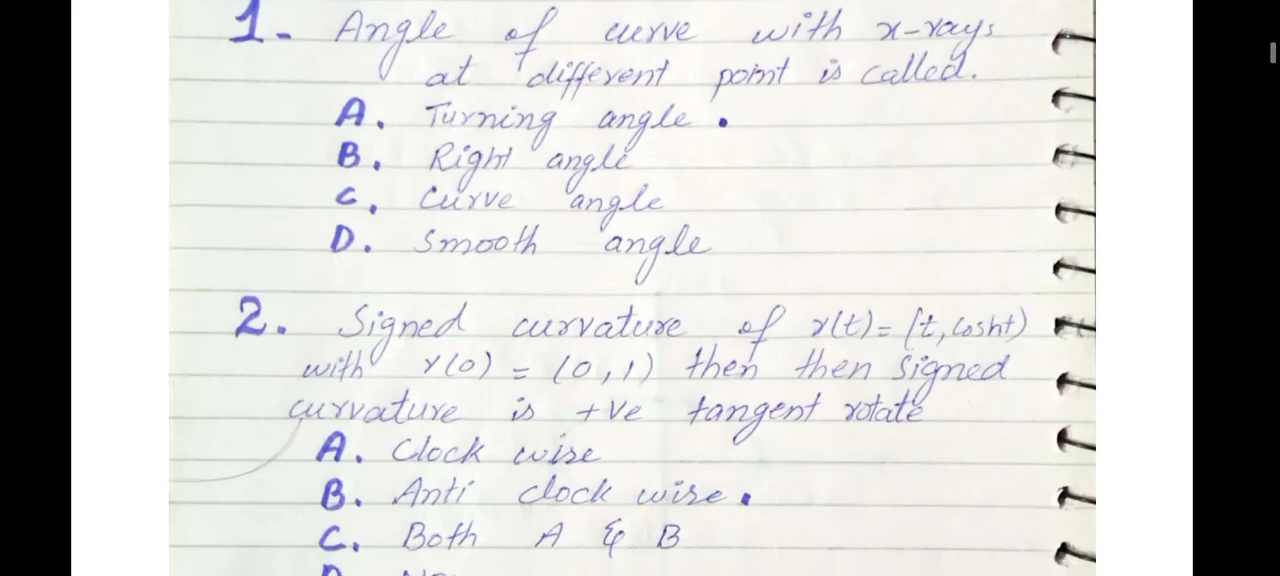 1- Angle of curve with x-rays
at different point is called.
A. Turning angle.
B. Right angle
C. Curve angle
D. Smooth angle
2. Signed curvature of r(t)=(t, cosht)
with r(0) = (0,1) then then signed
curvature is +ve tangent rotate
A. Clock wise
B. Anti clock wise.
C. Both A & B